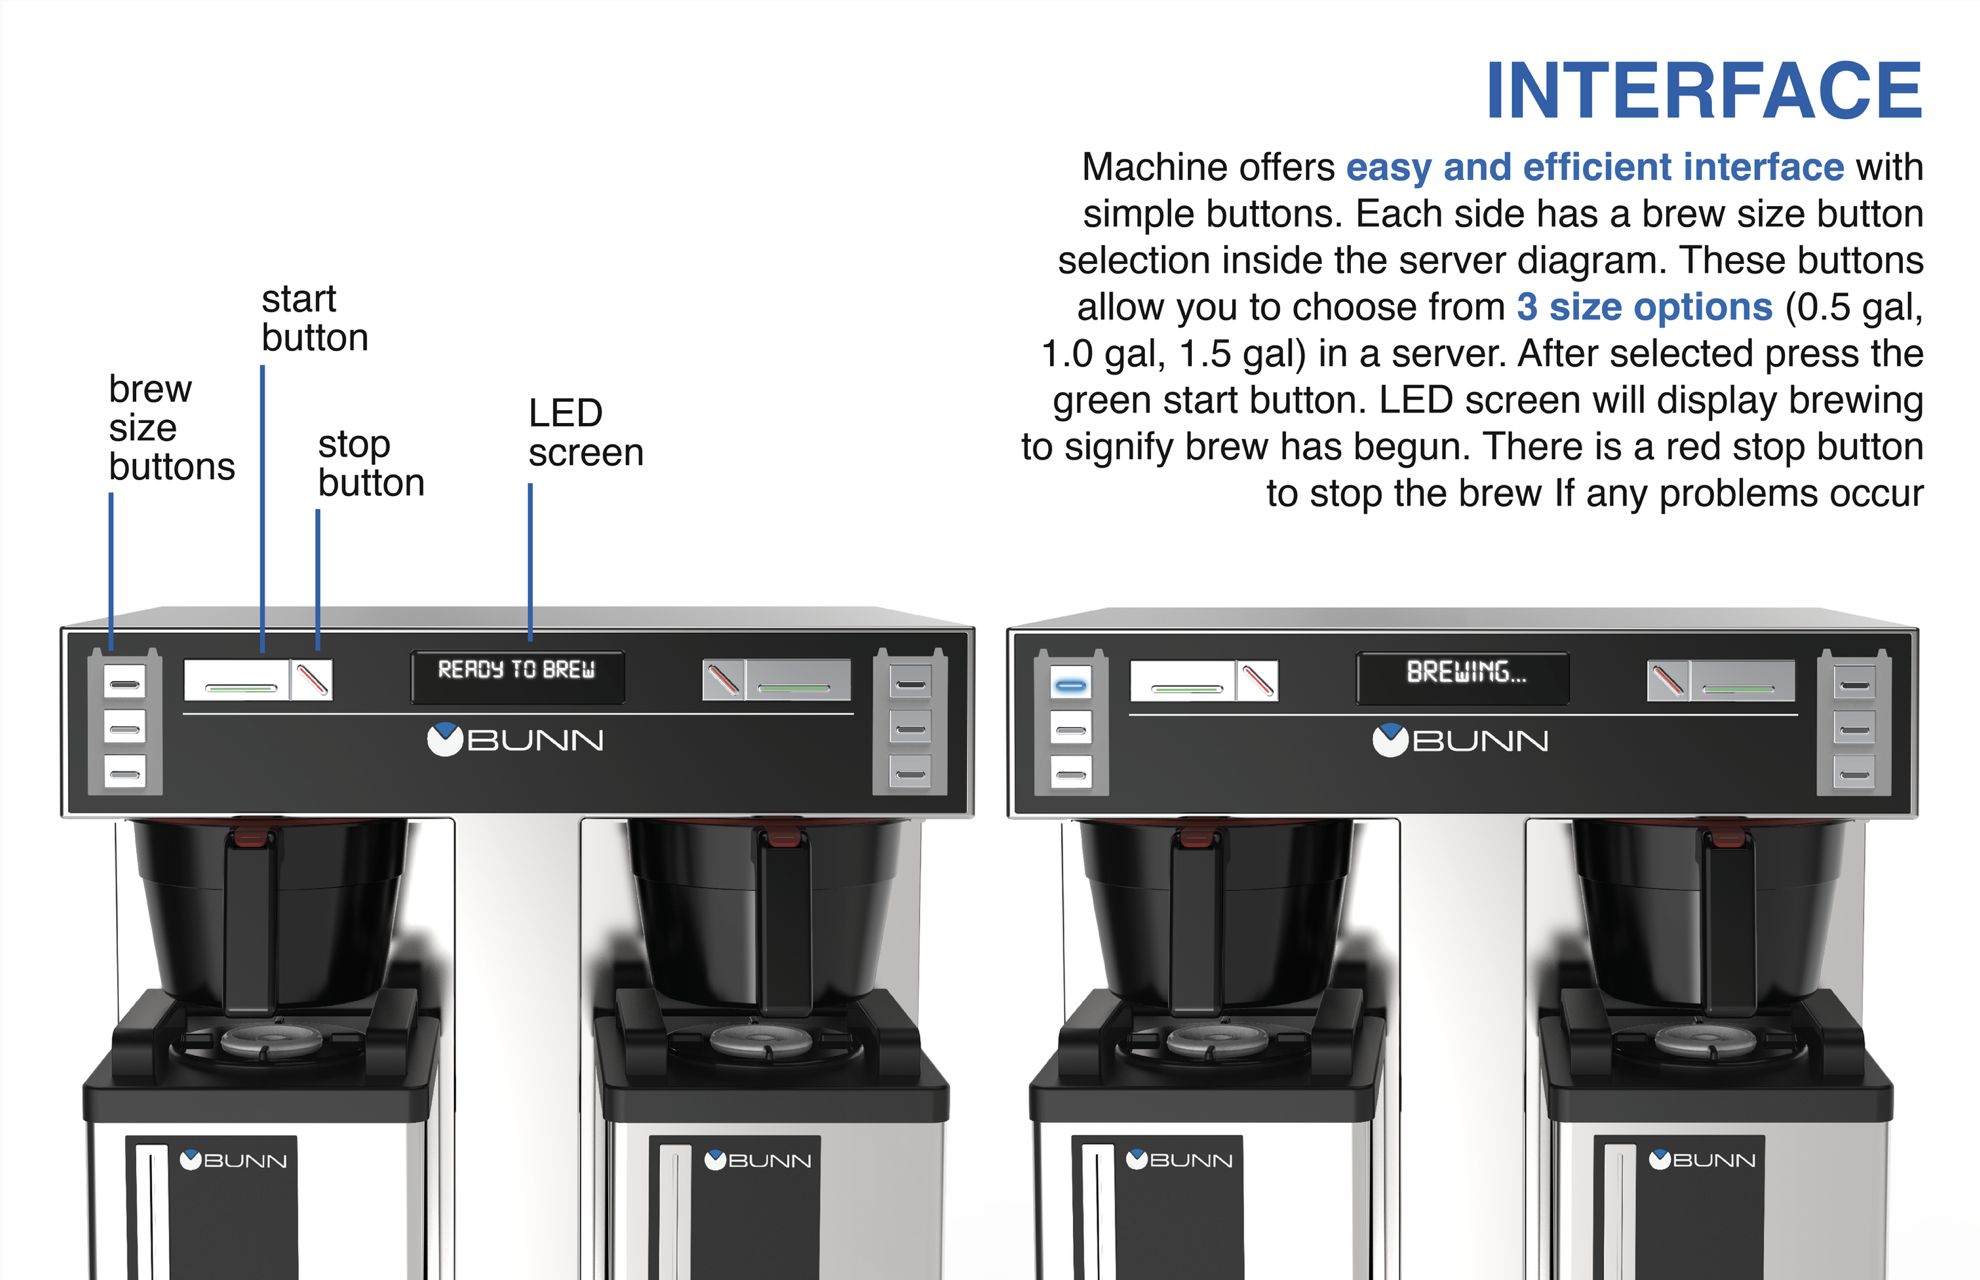 INTERFACE
Machine offers easy and efficient interface with
simple buttons. Each side has a brew size button
selection inside the server diagram. These buttons
allow you to choose from 3 size options (0.5 gal,
1.0 gal, 1.5 gal) in a server. After selected press the
green start button. LED screen will display brewing
to signify brew has begun. There is a red stop button
to stop the brew If any problems occur
start
button
brew
size
buttons
stop
button
LED
screen
READY TO BREW
BUNN
BREWING...
BUNN
BUNN
BUNN
BUNN
BUNN